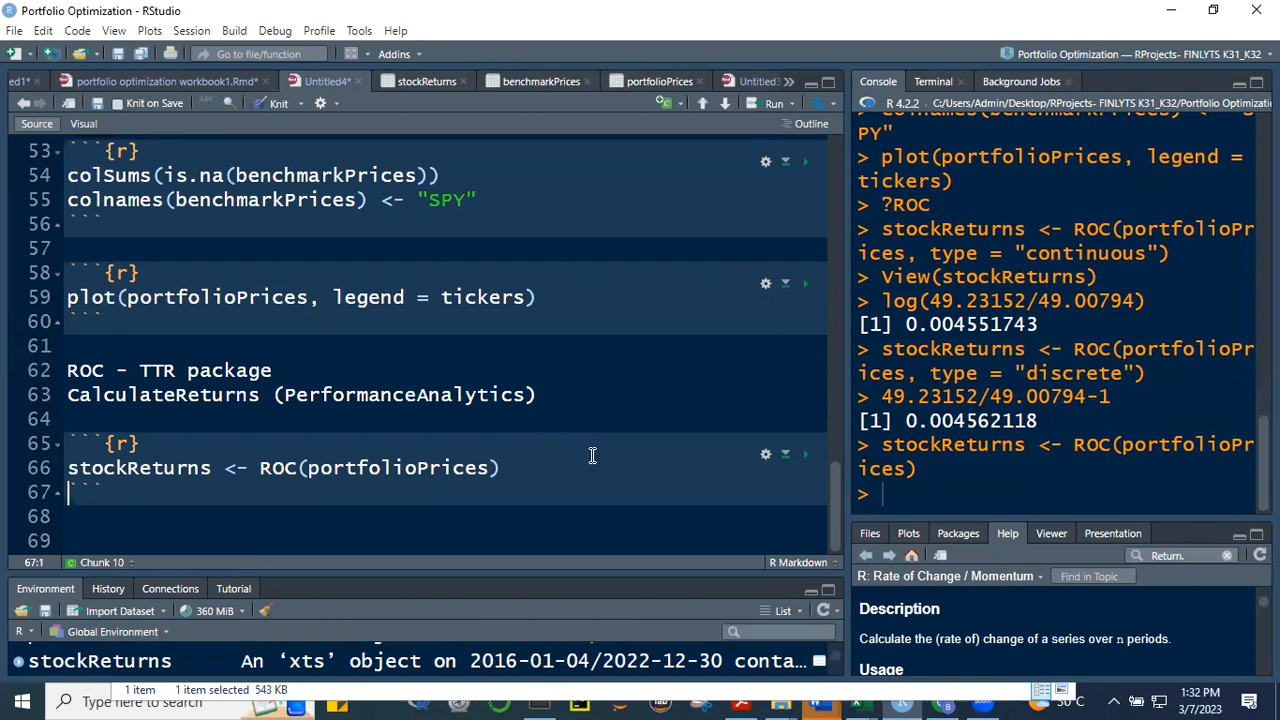 Portfolio Optimization - RStudio
File Edit Code View Plots Session Build Debug Profile Tools Help
Go to file/function Addins Portfolio Optimization — RProjects- FINLYTS K31_K32
ed1* portfolio optimization workbook1.Rmd* Untitled4* stockReturns benchmarkPrices portfolioPrices Untitled3
Knit on Save ABC Knit Run
Source Visual Outline
53 ```{r}
54 colSums(is.na(benchmarkPrices))
55 colnames(benchmarkPrices) <- "SPY"
56 ```
57
58 ```{r}
59 plot(portfolioPrices, legend = tickers)
60 ```
61
62 ROC - TTR package
63 CalculateReturns (PerformanceAnalytics)
64
65 ```{r}
66 stockReturns <- ROC(portfolioPrices)
67 ```
68
69
67:1 Chunk 10 R Markdown
Environment History Connections Tutorial
Import Dataset 360 MiB List
R Global Environment
stockReturns An ‘xts’ object on 2016-01-04/2022-12-30 conta…
Console Terminal Background Jobs
R 4.2.2 . C:/Users/Admin/Desktop/RProjects- FINLYTS K31_K32/Portfolio Optimizatio
> colnames(benchmarkPrices) <- "S
PY"
> plot(portfolioPrices, legend =
tickers)
> ?ROC
> stockReturns <- ROC(portfolioPr
ices, type = "continuous")
> View(stockReturns)
> log(49.23152/49.00794)
[1] 0.004551743
> stockReturns <- ROC(portfolioPr
ices, type = "discrete")
> 49.23152/49.00794-1
[1] 0.004562118
> stockReturns <- ROC(portfolioPr
ices)
>
Files Plots Packages Help Viewer Presentation
Return.
R: Rate of Change / Momentum Find in Topic
Description
Calculate the (rate of) change of a series over n periods.
Usage
1 item 1 item selected 543 KB
Type here to search
30°C
1:32 PM
3/7/2023